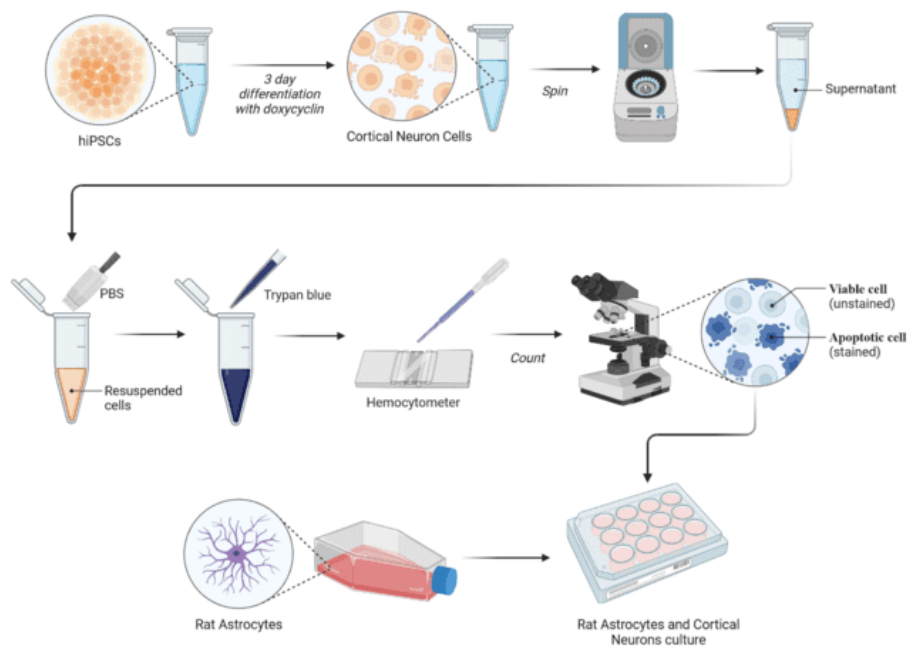 3 day
differentiation
with doxycyclin
Spin
Supernatant
hiPSCs
Cortical Neuron Cells
PBS
Trypan blue
Viable cell
(unstained)
Apoptotic cell
(stained)
Count
Resuspended
cells
Hemocytometer
Rat Astrocytes
Rat Astrocytes and Cortical
Neurons culture